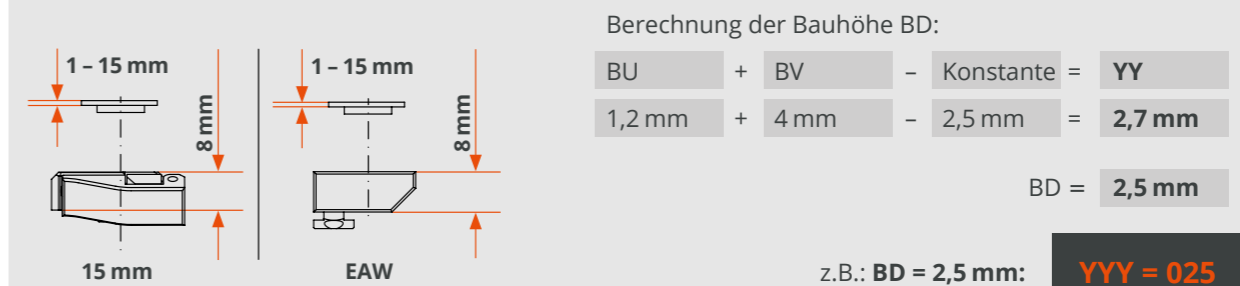 1 – 15 mm
8 mm
15 mm
1 – 15 mm
8 mm
EAW
Berechnung der Bauhöhe BD:
BU + BV – Konstante = YY
1,2 mm + 4 mm – 2,5 mm = 2,7 mm
BD = 2,5 mm
z.B.: BD = 2,5 mm: YYY = 025